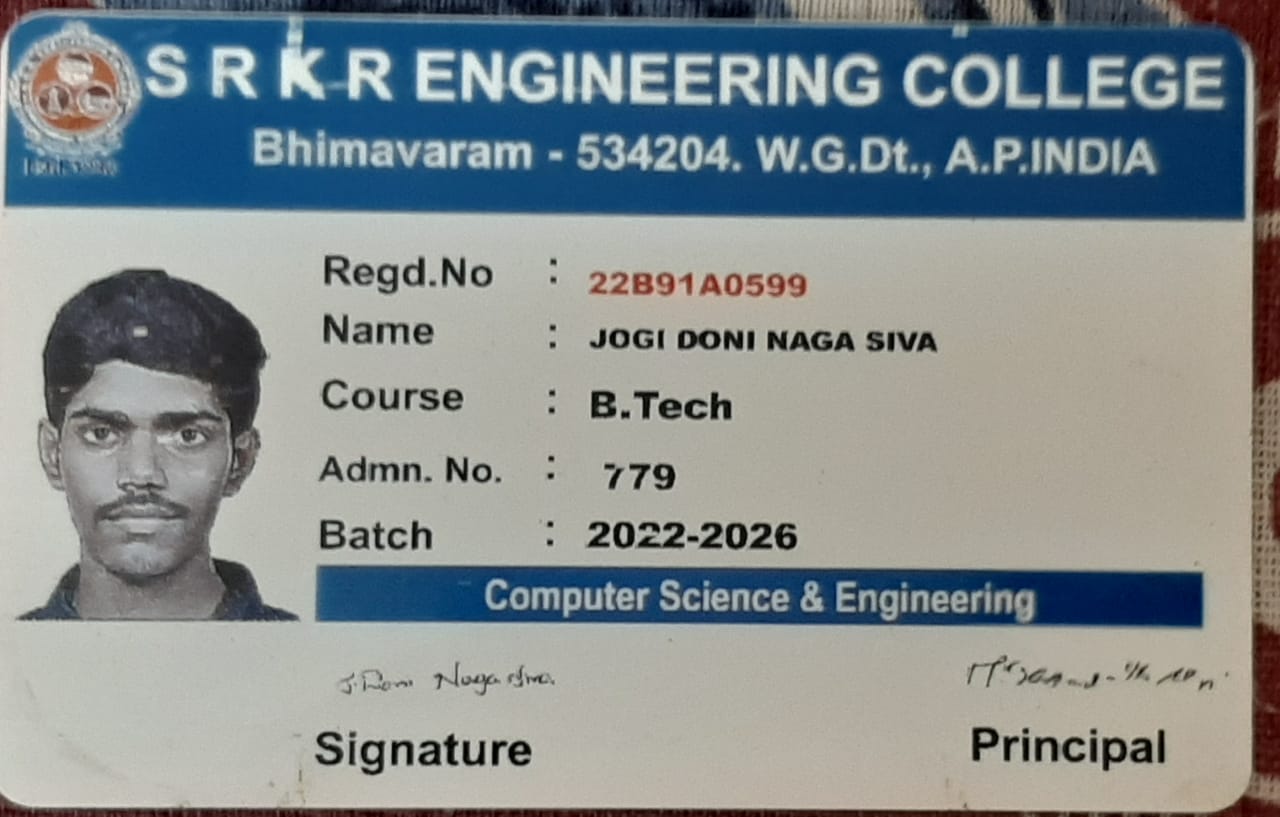 S R K R ENGINEERING COLLEGE
Bhimavaram - 534204. W.G.Dt., A.P.INDIA
Regd.No : 22B91A0599
Name : JOGI DONI NAGA SIVA
Course : B.Tech
Admn. No. : 779
Batch : 2022-2026
Computer Science & Engineering
J. Doni Naga Siva.
Signature
Principal